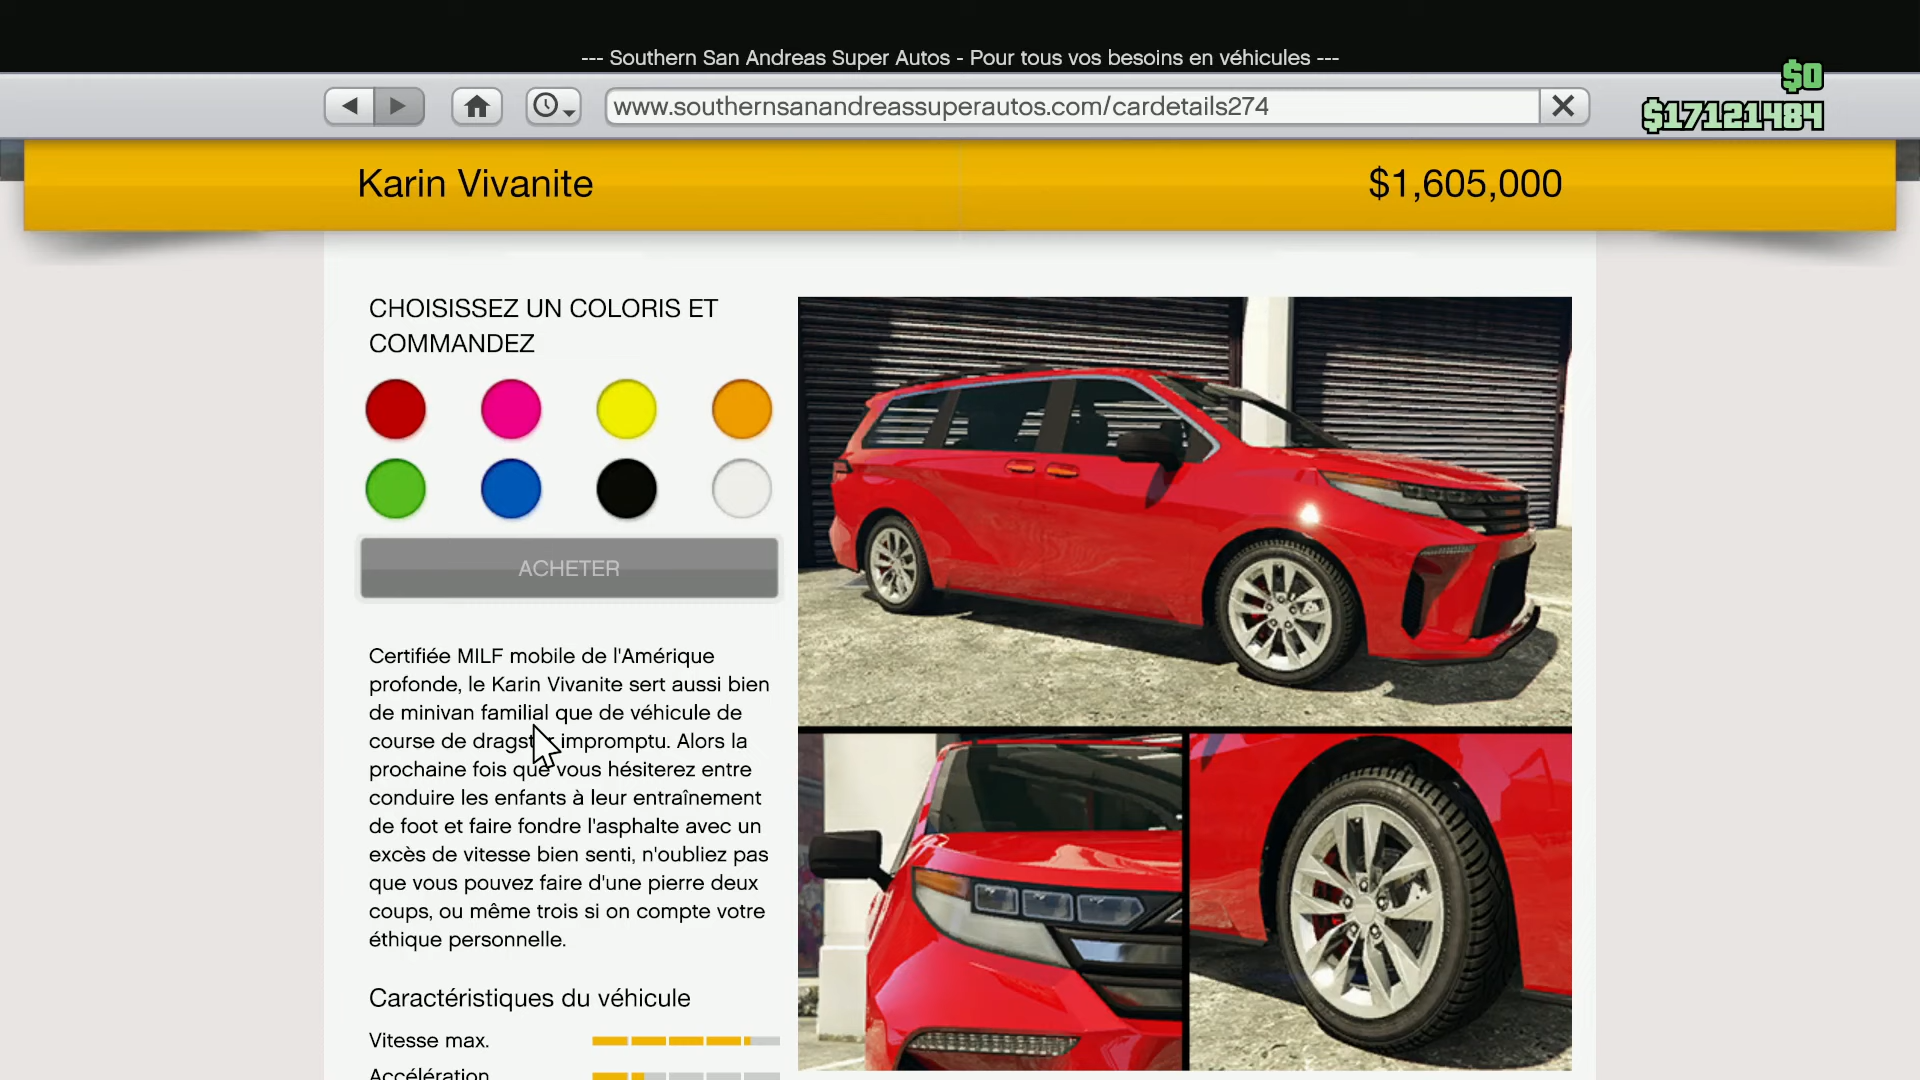 --- Southern San Andreas Super Autos - Pour tous vos besoins en véhicules ---
$0
www.southernsanandreassuperautos.com/cardetails274
$17121484
Karin Vivanite
$1,605,000
CHOISISSEZ UN COLORIS ET
COMMANDEZ
ACHETER
Certifiée MILF mobile de l'Amérique
profonde, le Karin Vivanite sert aussi bien
de minivan familial que de véhicule de
course de dragster impromptu. Alors la
prochaine fois que vous hésiterez entre
conduire les enfants à leur entraînement
de foot et faire fondre l'asphalte avec un
excès de vitesse bien senti, n'oubliez pas
que vous pouvez faire d'une pierre deux
coups, ou même trois si on compte votre
éthique personnelle.
Caractéristiques du véhicule
Vitesse max.
Accélération